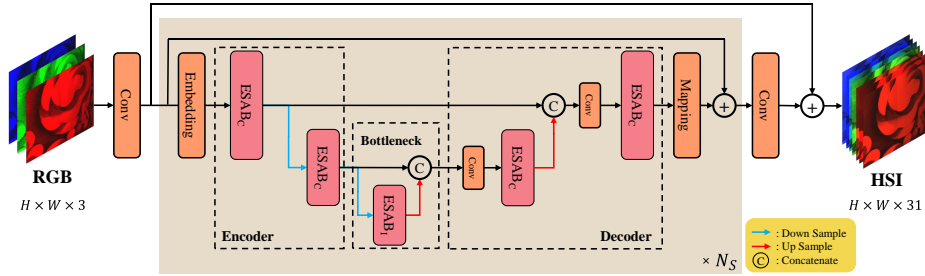 RGB
H × W × 3
Conv
Embedding
ESAB_C
ESAB_C
Encoder
Bottleneck
ESAB_I
C
Conv
ESAB_C
C
Conv
ESAB_C
Decoder
Mapping
+
Conv
+
HSI
H × W × 31
: Down Sample
: Up Sample
C : Concatenate
× N_S